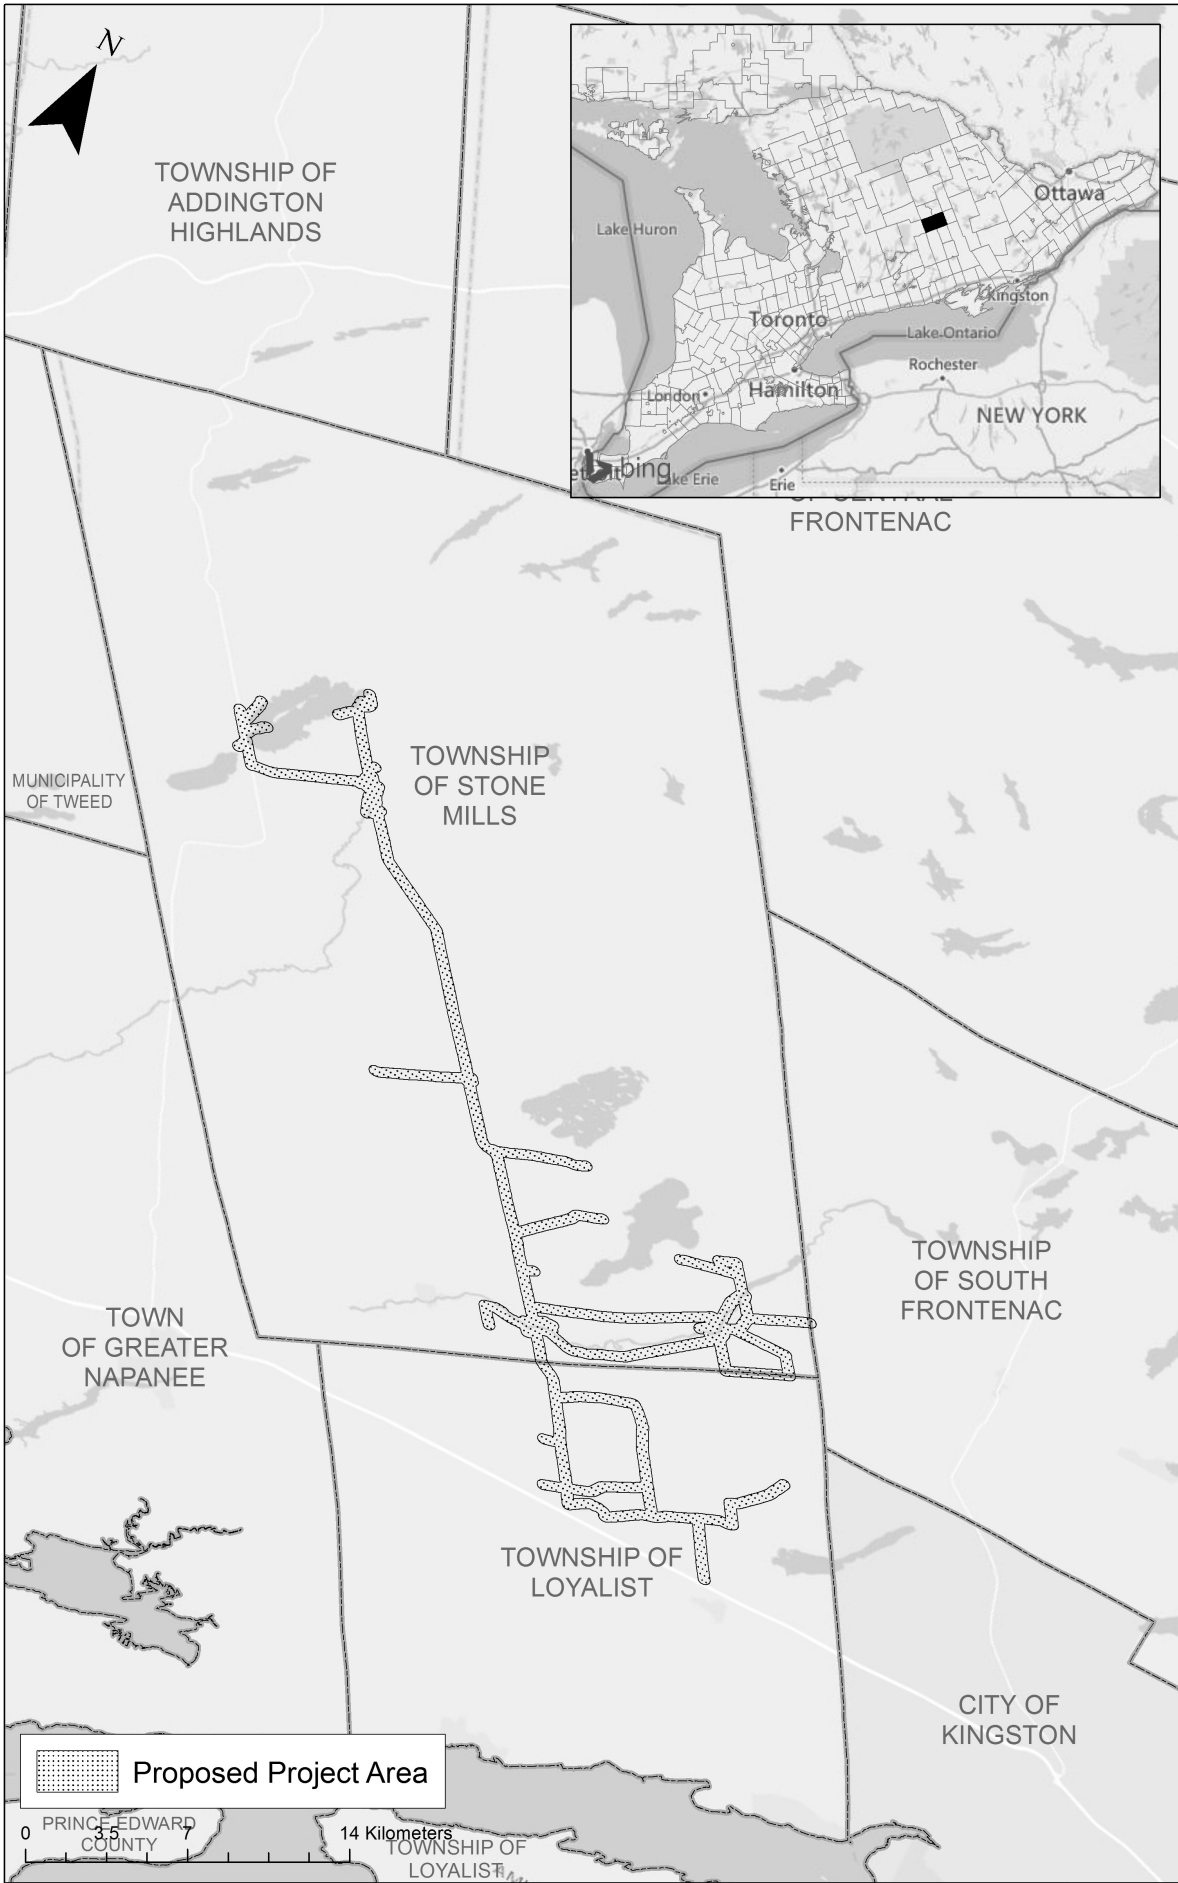 N
TOWNSHIP OF
ADDINGTON
HIGHLANDS
Lake Huron
Ottawa
Kingston
Toronto
Lake Ontario
Rochester
Hamilton
London
NEW YORK
bing
Lake Erie
Erie
OF CENTRAL
FRONTENAC
TOWNSHIP
OF STONE
MILLS
MUNICIPALITY
OF TWEED
TOWNSHIP
OF SOUTH
FRONTENAC
TOWN
OF GREATER
NAPANEE
TOWNSHIP OF
LOYALIST
CITY OF
KINGSTON
Proposed Project Area
PRINCE EDWARD
COUNTY
0 3.5 7 14 Kilometers
TOWNSHIP OF
LOYALIST